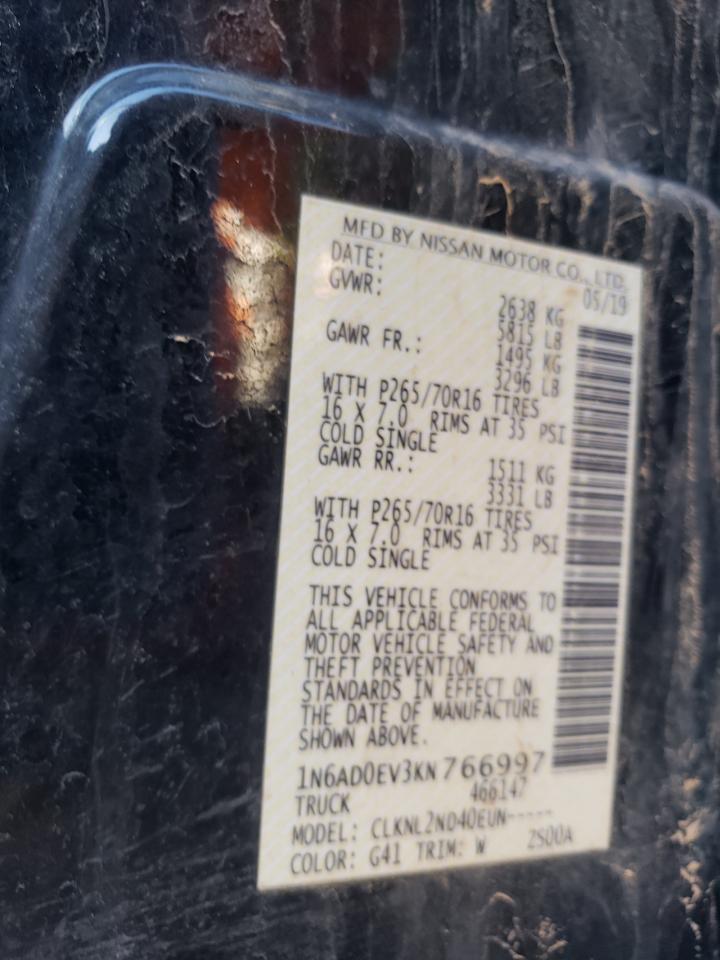 MFD BY NISSAN MOTOR CO., LTD.
DATE: 05/19
GVWR: 2638 KG
5815 LB
GAWR FR.: 1495 KG
3296 LB
WITH P265/70R16 TIRES
16 X 7.0 RIMS AT 35 PSI
COLD SINGLE
GAWR RR.: 1511 KG
3331 LB
WITH P265/70R16 TIRES
16 X 7.0 RIMS AT 35 PSI
COLD SINGLE
THIS VEHICLE CONFORMS TO
ALL APPLICABLE FEDERAL
MOTOR VEHICLE SAFETY AND
THEFT PREVENTION
STANDARDS IN EFFECT ON
THE DATE OF MANUFACTURE
SHOWN ABOVE.
1N6AD0EV3KN766997
TRUCK 466147
MODEL: CLKNL2ND40EUN-----
COLOR: G41 TRIM: W 2S00A